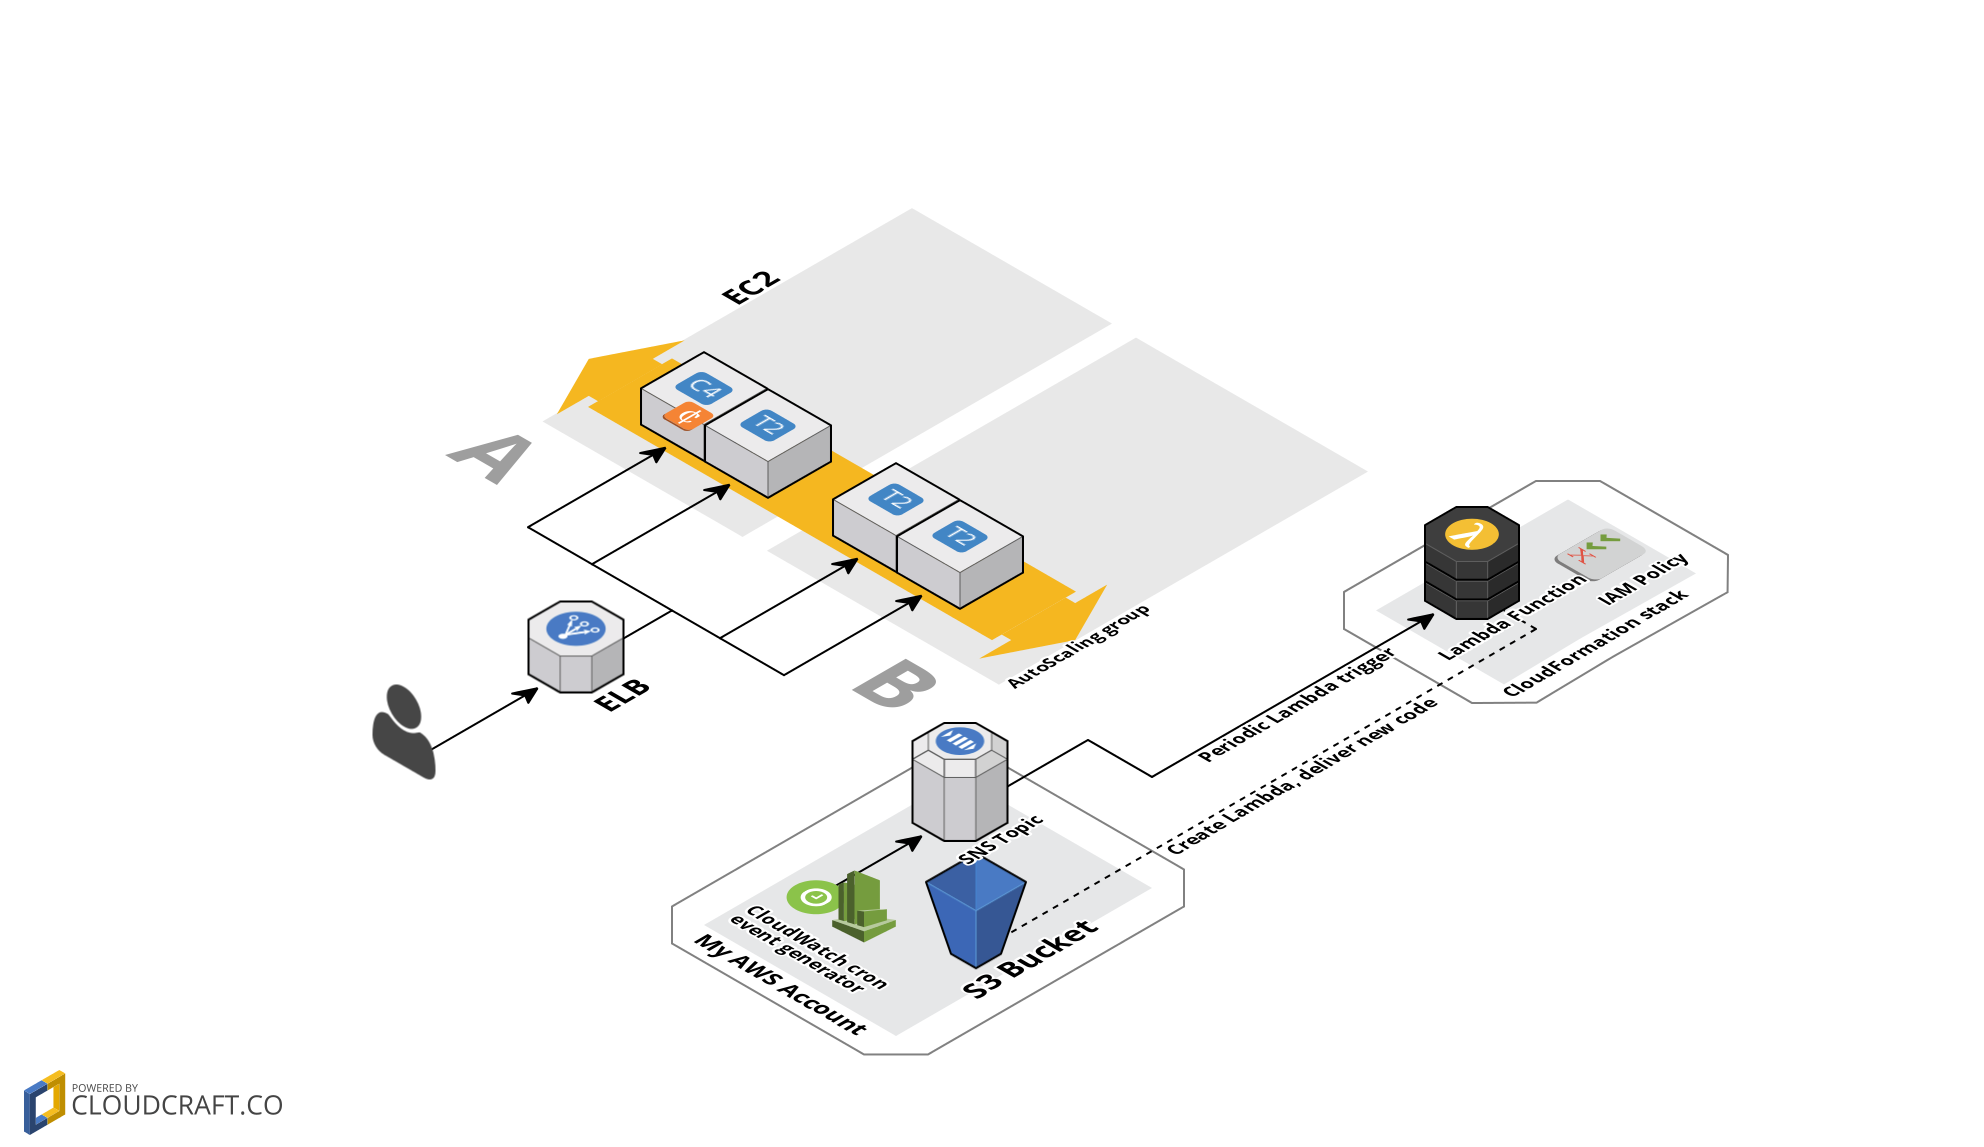 EC2
C4
¢
T2
T2
T2
A
B
AutoScaling group
ELB
λ
Lambda Function
IAM Policy
CloudFormation stack
Periodic Lambda trigger
Create Lambda, deliver new code
SNS Topic
CloudWatch cron
event generator
S3 Bucket
My AWS Account
POWERED BY
CLOUDCRAFT.CO